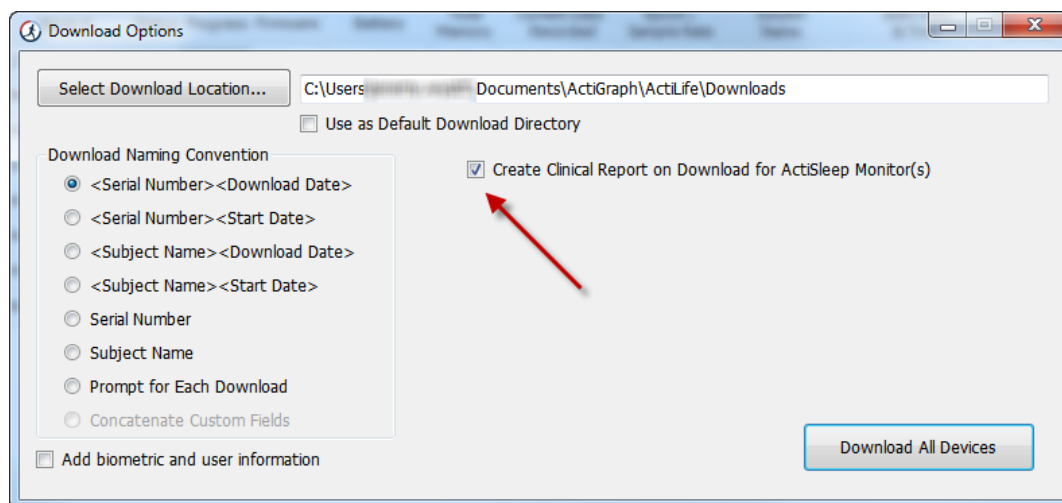 Download Options
Select Download Location...
C:\Users Documents\ActiGraph\ActiLife\Downloads
Use as Default Download Directory
Download Naming Convention
Create Clinical Report on Download for ActiSleep Monitor(s)
<Serial Number><Download Date>
<Serial Number><Start Date>
<Subject Name><Download Date>
<Subject Name><Start Date>
Serial Number
Subject Name
Prompt for Each Download
Concatenate Custom Fields
Download All Devices
Add biometric and user information